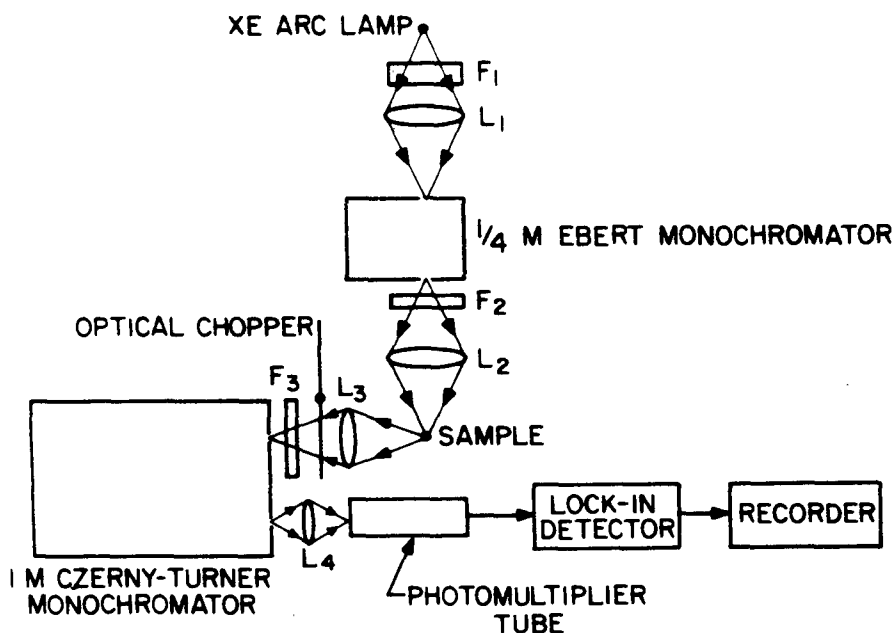 XE ARC LAMP
F1
L1
1/4 M EBERT MONOCHROMATOR
F2
OPTICAL CHOPPER
L2
F3
L3
SAMPLE
LOCK-IN
DETECTOR
RECORDER
L4
1 M CZERNY-TURNER
MONOCHROMATOR
PHOTOMULTIPLIER
TUBE